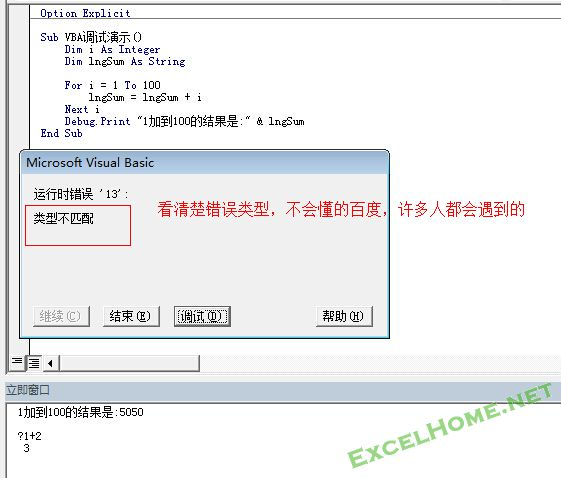 Option Explicit
Sub VBA调试演示()
Dim i As Integer
Dim lngSum As String
For i = 1 To 100
lngSum = lngSum + i
Next i
Debug.Print "1加到100的结果是:" & lngSum
End Sub
Microsoft Visual Basic
运行时错误 '13':
类型不匹配
看清楚错误类型，不会懂的百度，许多人都会遇到的
继续(C) 结束(E) 调试(D) 帮助(H)
立即窗口
1加到100的结果是:5050
?1+2
3
EXCELHOME.NET